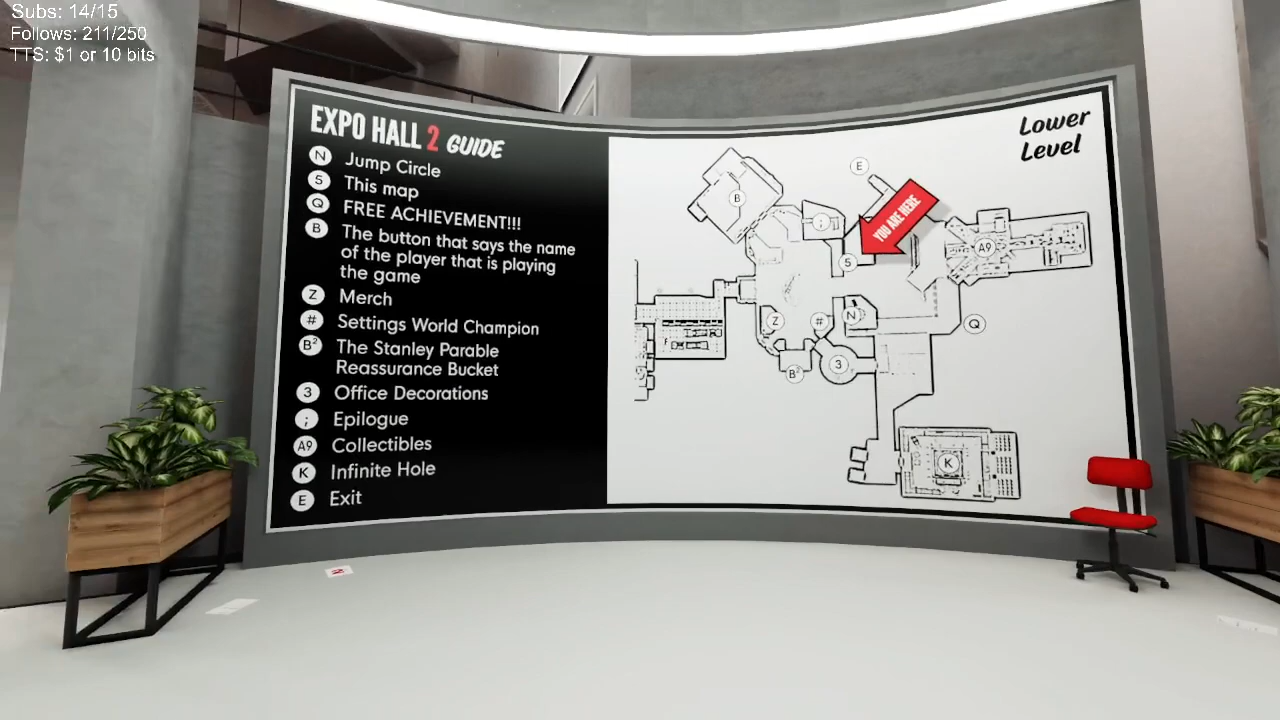 Subs: 14/15
Follows: 211/250
TTS: $1 or 10 bits
EXPO HALL 2 GUIDE
N Jump Circle
S This map
Q FREE ACHIEVEMENT!!!
B The button that says the name
of the player that is playing
the game
Z Merch
# Settings World Champion
B² The Stanley Parable
Reassurance Bucket
3 Office Decorations
; Epilogue
A9 Collectibles
K Infinite Hole
E Exit
Lower
Level
E
B
;
YOU ARE HERE
S
A9
Z
#
N
Q
B²
3
K
2